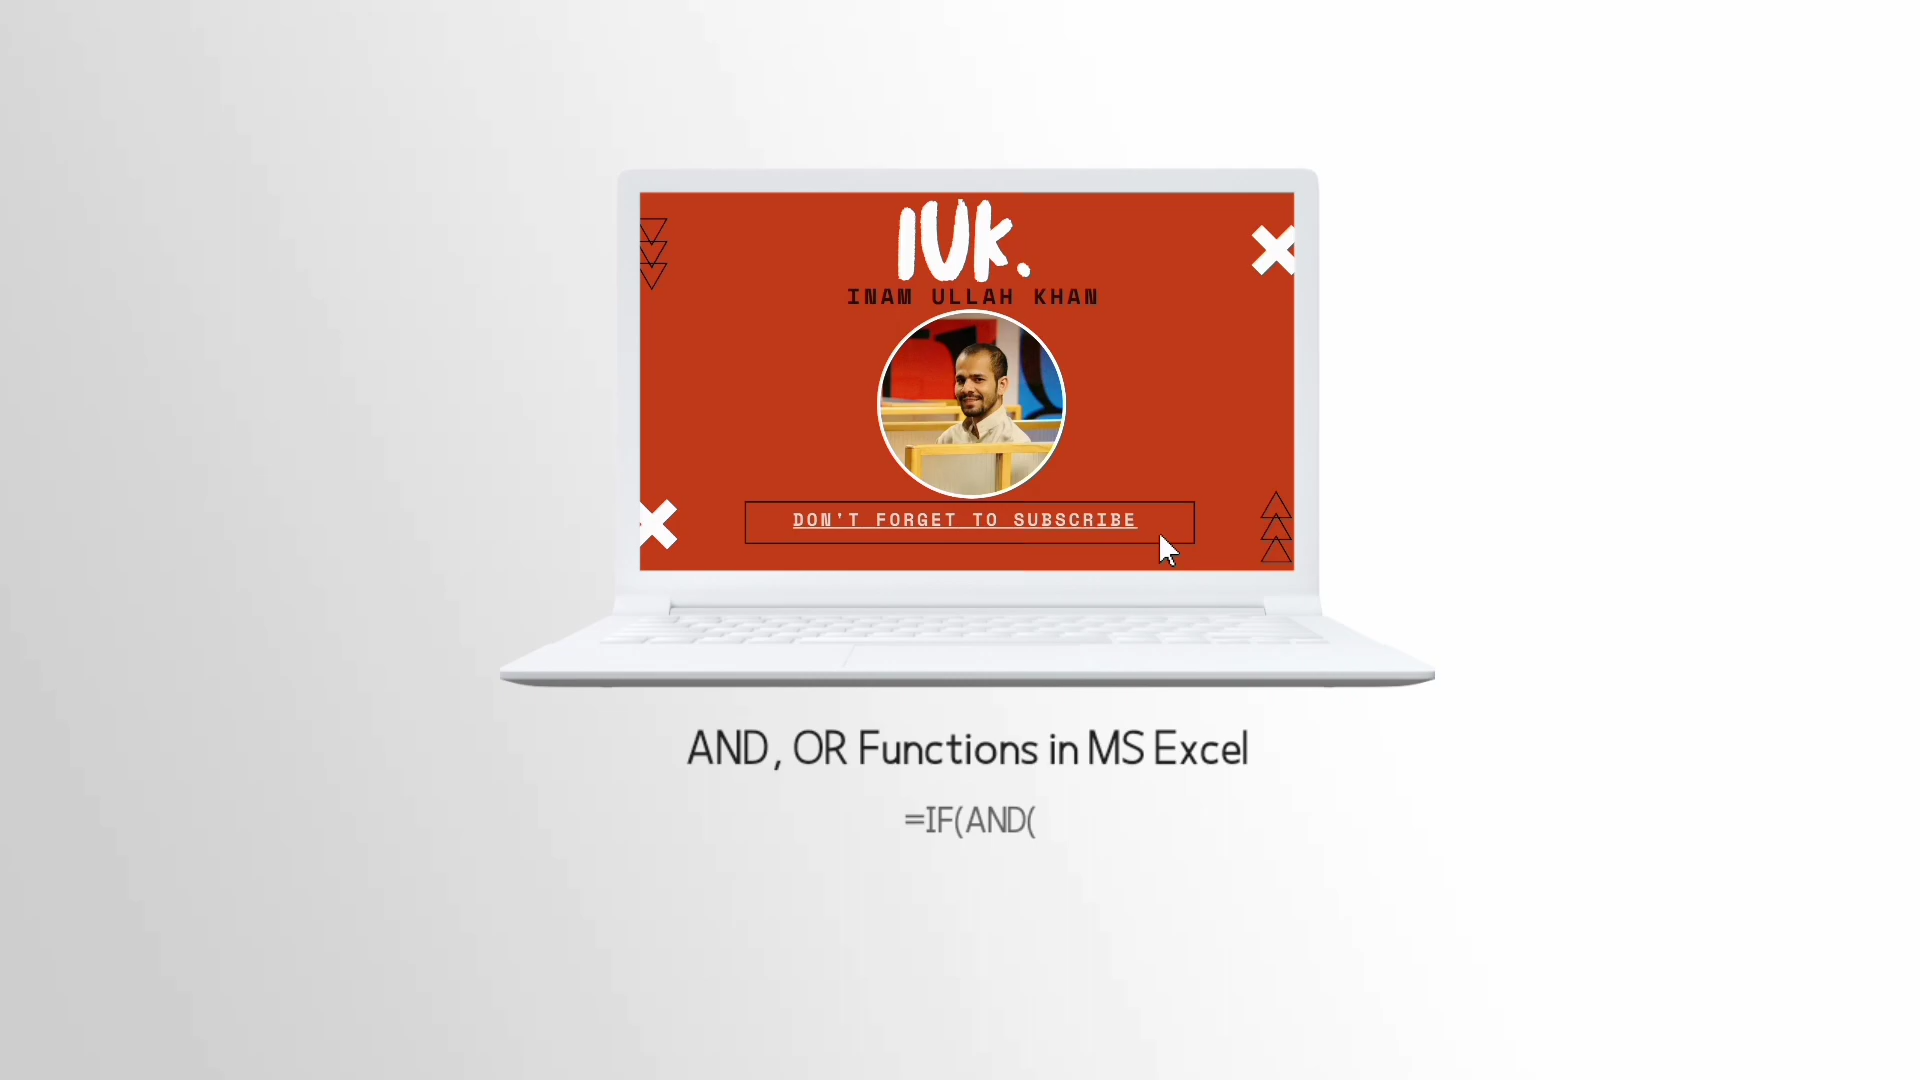 IUK.
INAM ULLAH KHAN
DON'T FORGET TO SUBSCRIBE
AND, OR Functions in MS Excel
=IF(AND(